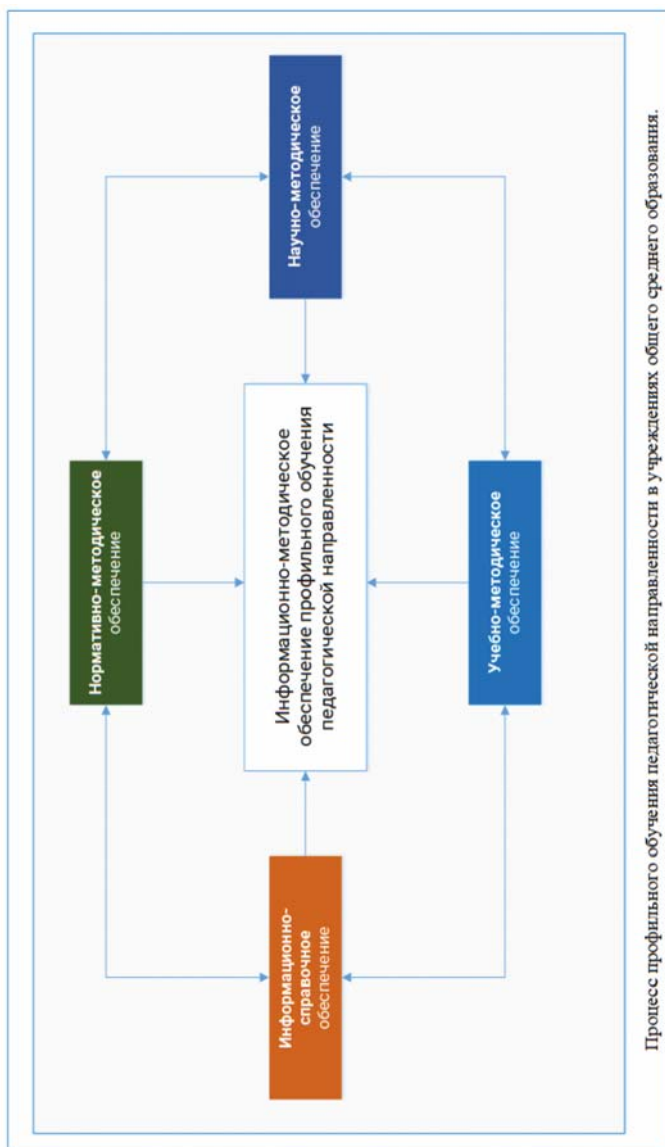 Нормативно-методическое
обеспечение
Информационно-
справочное
обеспечение
Информационно-методическое
обеспечение профильного обучения
педагогической направленности
Научно-методическое
обеспечение
Учебно-методическое
обеспечение
Процесс профильного обучения педагогической направленности в учреждениях общего среднего образования.